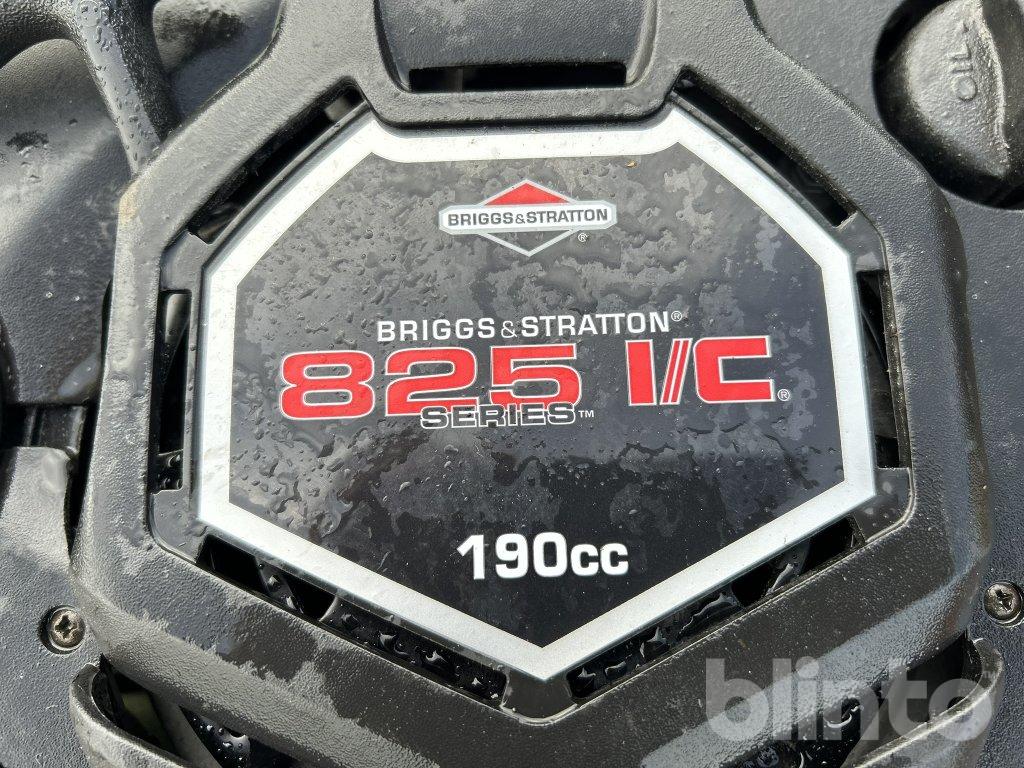 OIL
BRIGGS&STRATTON
®
BRIGGS & STRATTON®
825 I/C®
SERIES™
190cc
blinto